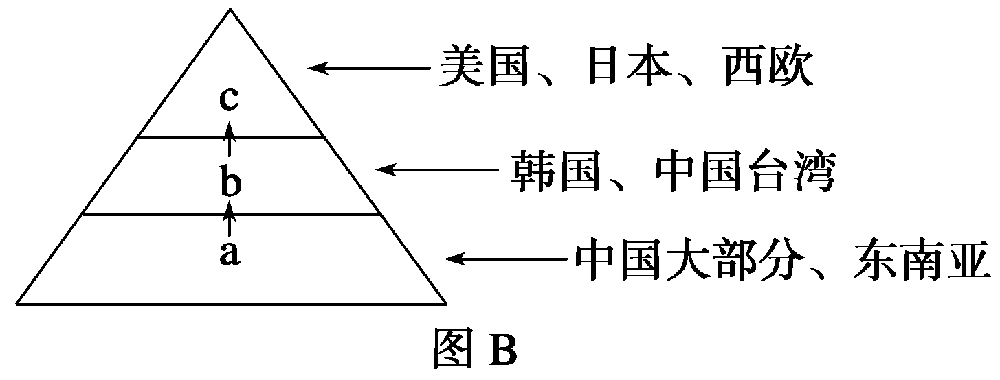 美国、日本、西欧
c
韩国、中国台湾
b
中国大部分、东南亚
a
图 B